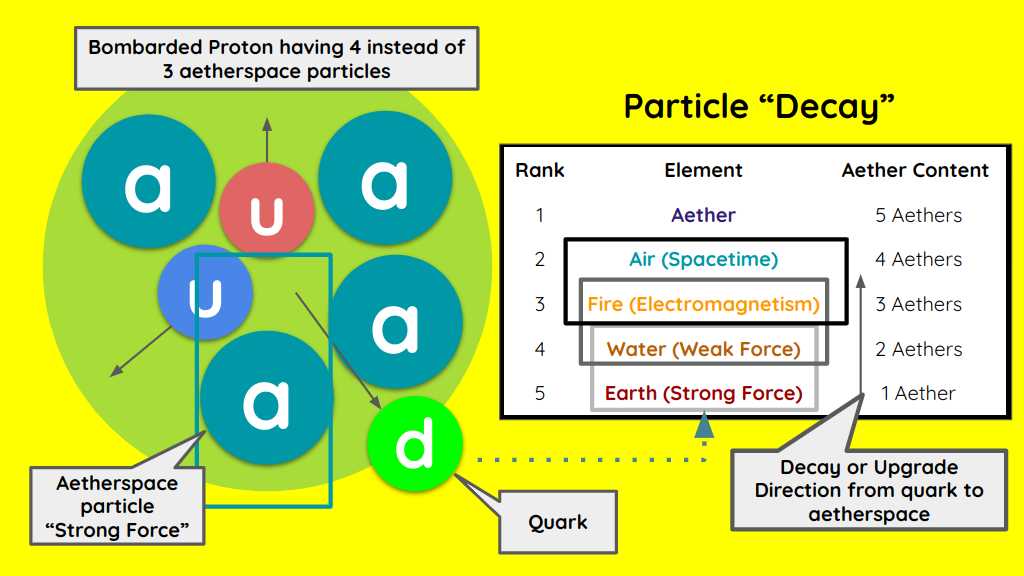 Bombarded Proton having 4 instead of
3 aetherspace particles
a
a
u
u
a
a
d
Aetherspace
particle
“Strong Force”
Quark
Particle “Decay”
Rank Element Aether Content
1 Aether 5 Aethers
2 Air (Spacetime) 4 Aethers
3 Fire (Electromagnetism) 3 Aethers
4 Water (Weak Force) 2 Aethers
5 Earth (Strong Force) 1 Aether
Decay or Upgrade
Direction from quark to
aetherspace